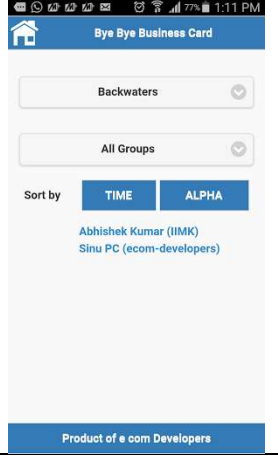 77% 1:11 PM
Bye Bye Business Card
Backwaters
All Groups
Sort by TIME ALPHA
Abhishek Kumar (IIMK)
Sinu PC (ecom-developers)
Product of e com Developers